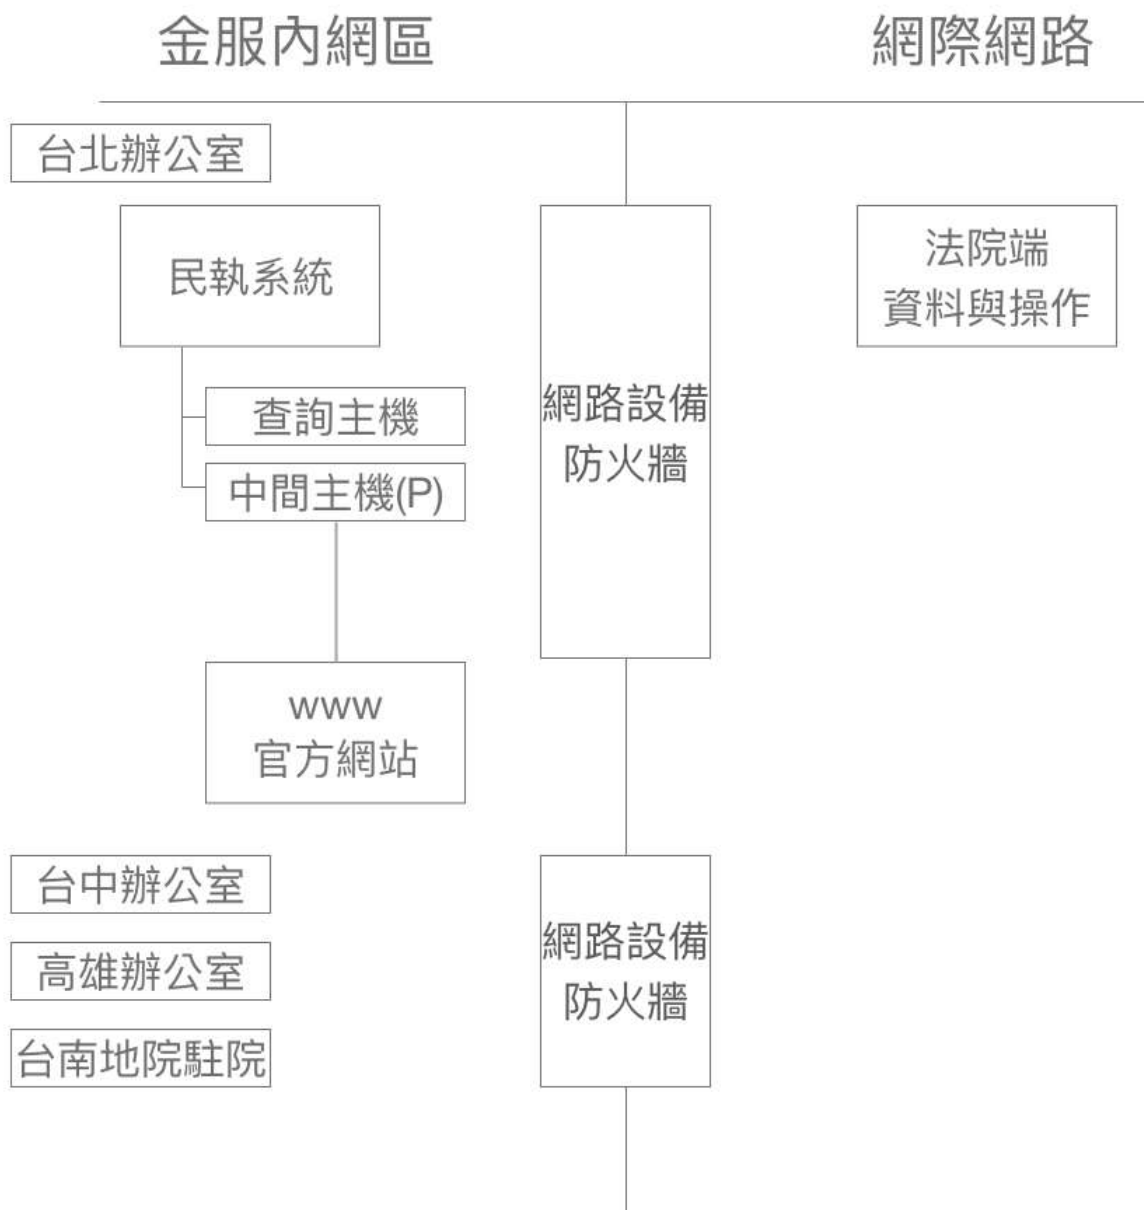 金服內網區
網際網路
台北辦公室
民執系統
查詢主機
中間主機(P)
www
官方網站
網路設備
防火牆
法院端
資料與操作
台中辦公室
高雄辦公室
台南地院駐院
網路設備
防火牆